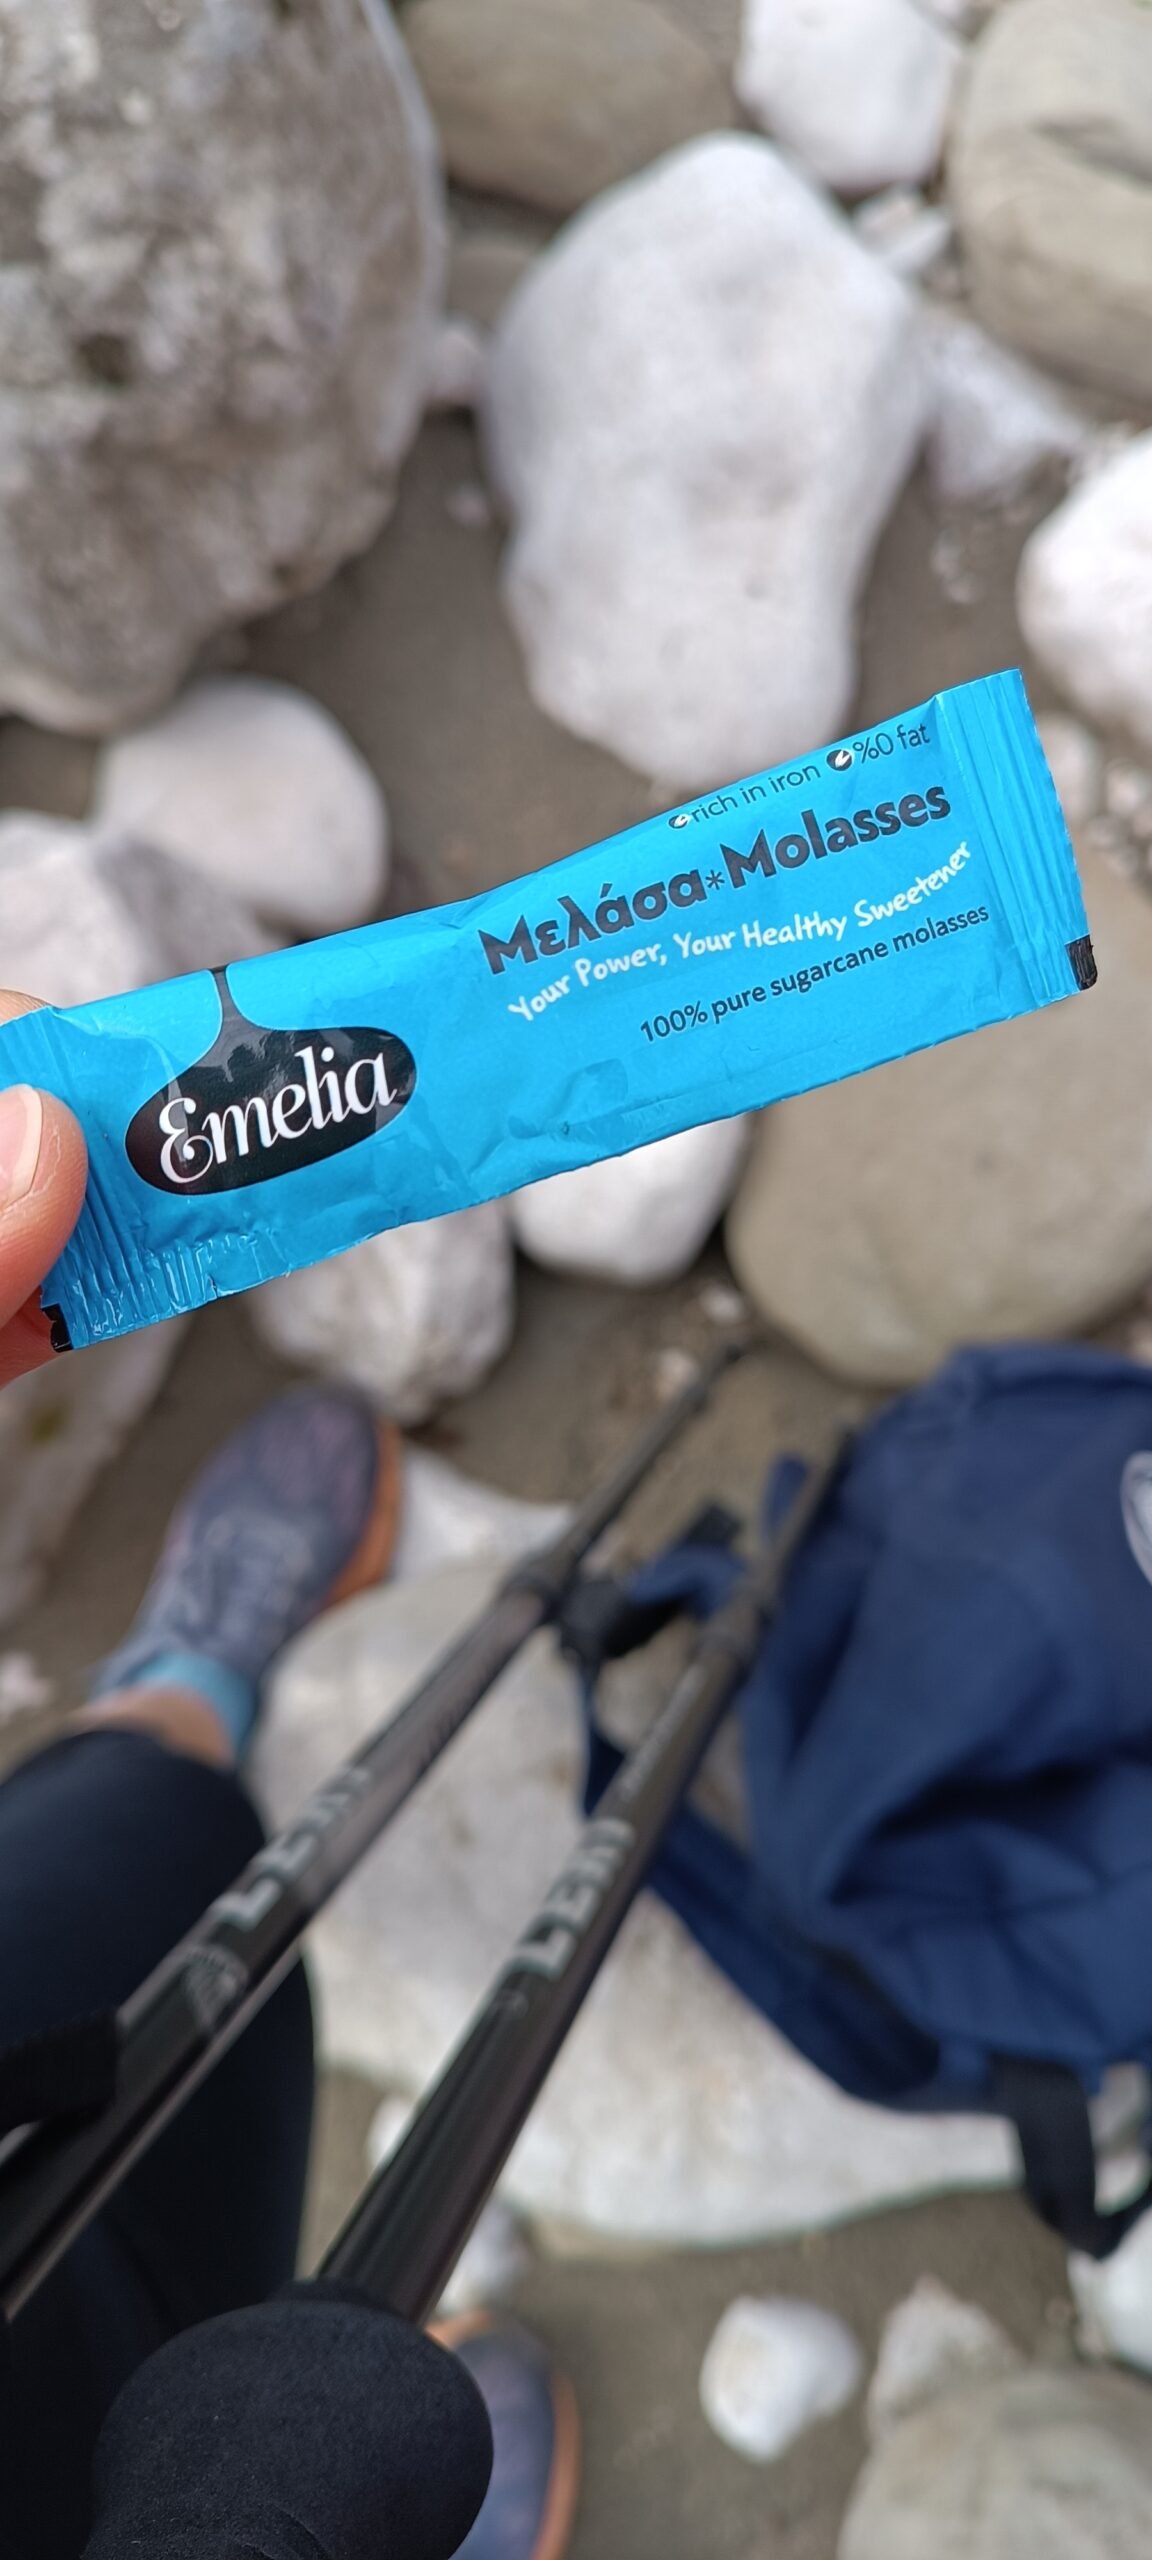 rich in iron %0 fat
Μελάσα*Molasses
Your Power, Your Healthy Sweetener
100% pure sugarcane molasses
Emelia
LEKI
LEKI